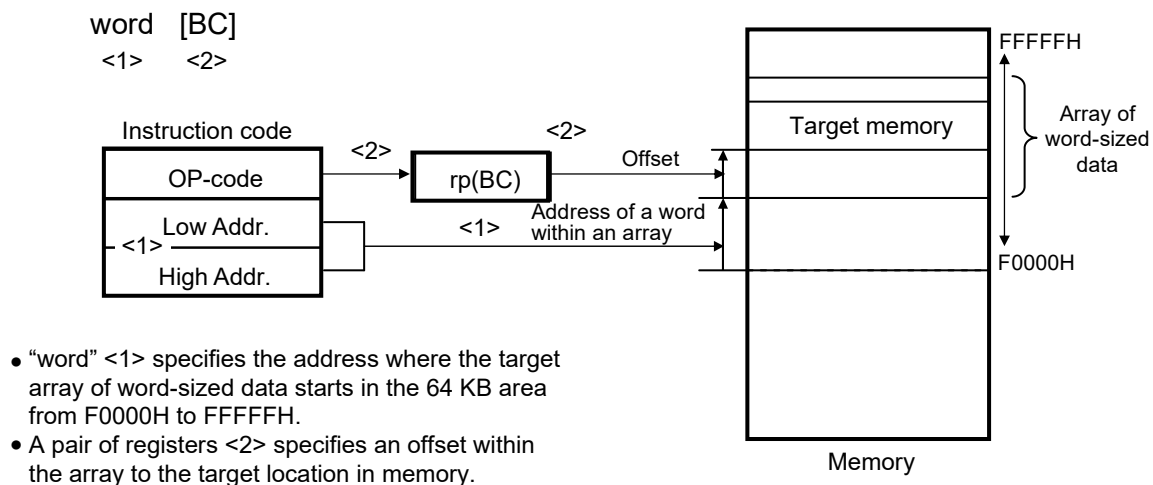 word [BC]
<1> <2>
Instruction code
OP-code
Low Addr.
<1>
High Addr.
<2>
rp(BC)
<2>
Offset
<1>
Address of a word
within an array
Target memory
FFFFFH
Array of
word-sized
data
F0000H
Memory
• “word” <1> specifies the address where the target
array of word-sized data starts in the 64 KB area
from F0000H to FFFFFH.
• A pair of registers <2> specifies an offset within
the array to the target location in memory.